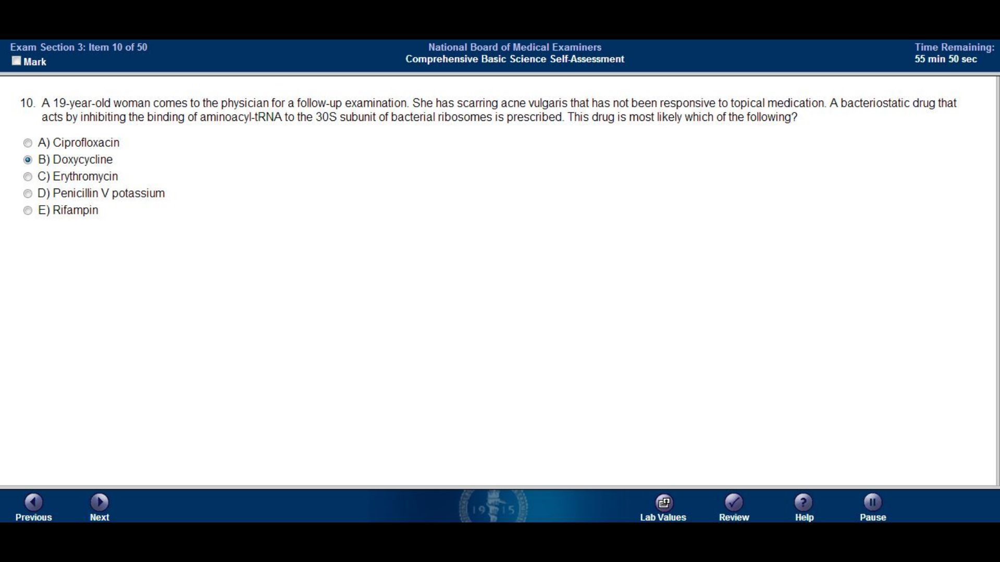 Exam Section 3: Item 10 of 50
National Board of Medical Examiners
Time Remaining:
Mark
Comprehensive Basic Science Self-Assessment
55 min 50 sec
10. A 19-year-old woman comes to the physician for a follow-up examination. She has scarring acne vulgaris that has not been responsive to topical medication. A bacteriostatic drug that
acts by inhibiting the binding of aminoacyl-tRNA to the 30S subunit of bacterial ribosomes is prescribed. This drug is most likely which of the following?
A) Ciprofloxacin
B) Doxycycline
C) Erythromycin
D) Penicillin V potassium
E) Rifampin
1915
Previous
Next
Lab Values
Review
Help
Pause